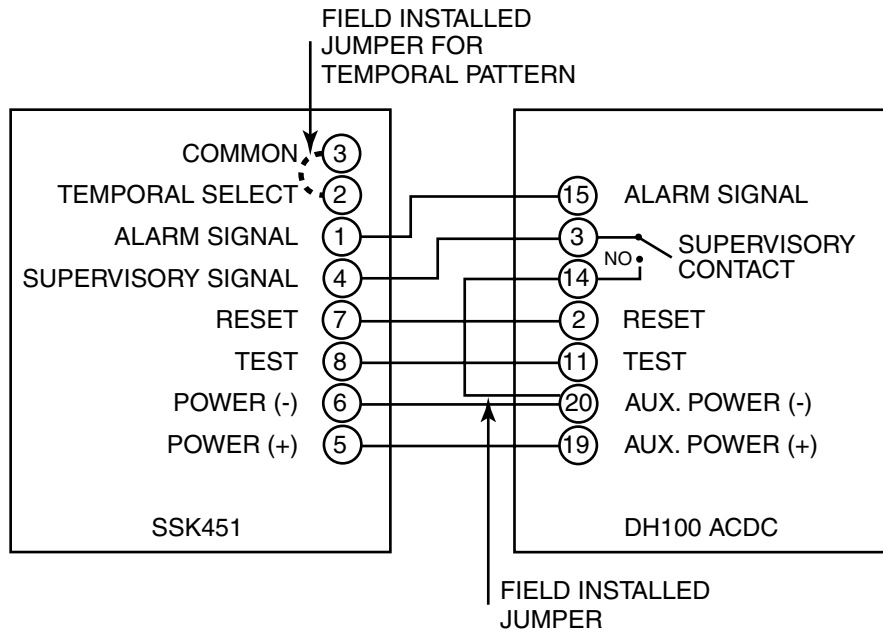 FIELD INSTALLED
JUMPER FOR
TEMPORAL PATTERN
COMMON 3
TEMPORAL SELECT 2
ALARM SIGNAL 1
SUPERVISORY SIGNAL 4
RESET 7
TEST 8
POWER (-) 6
POWER (+) 5
SSK451
15 ALARM SIGNAL
3
SUPERVISORY
CONTACT
NO
14
2 RESET
11 TEST
20 AUX. POWER (-)
19 AUX. POWER (+)
DH100 ACDC
FIELD INSTALLED
JUMPER